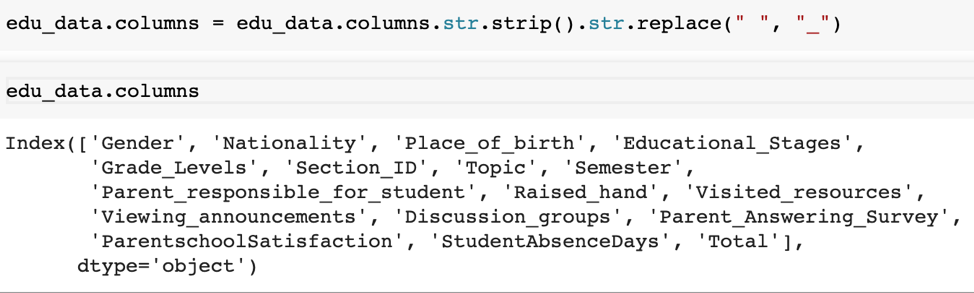 edu_data.columns = edu_data.columns.str.strip().str.replace(" ", "_")
edu_data.columns
Index(['Gender', 'Nationality', 'Place_of_birth', 'Educational_Stages',
       'Grade_Levels', 'Section_ID', 'Topic', 'Semester',
       'Parent_responsible_for_student', 'Raised_hand', 'Visited_resources',
       'Viewing_announcements', 'Discussion_groups', 'Parent_Answering_Survey',
       'ParentschoolSatisfaction', 'StudentAbsenceDays', 'Total'],
      dtype='object')